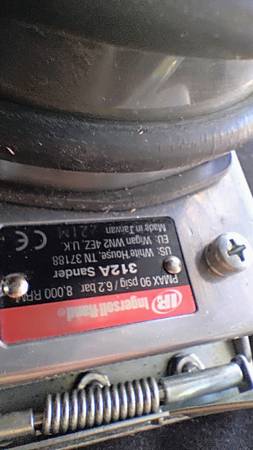 IR Ingersoll Rand
PMAX 90 psig / 6.2 bar 8,000 RPM
312A Sander
US: White House, TN. 37188
EU: Wigan WN2 4EZ U.K.
Made in Taiwan
CE